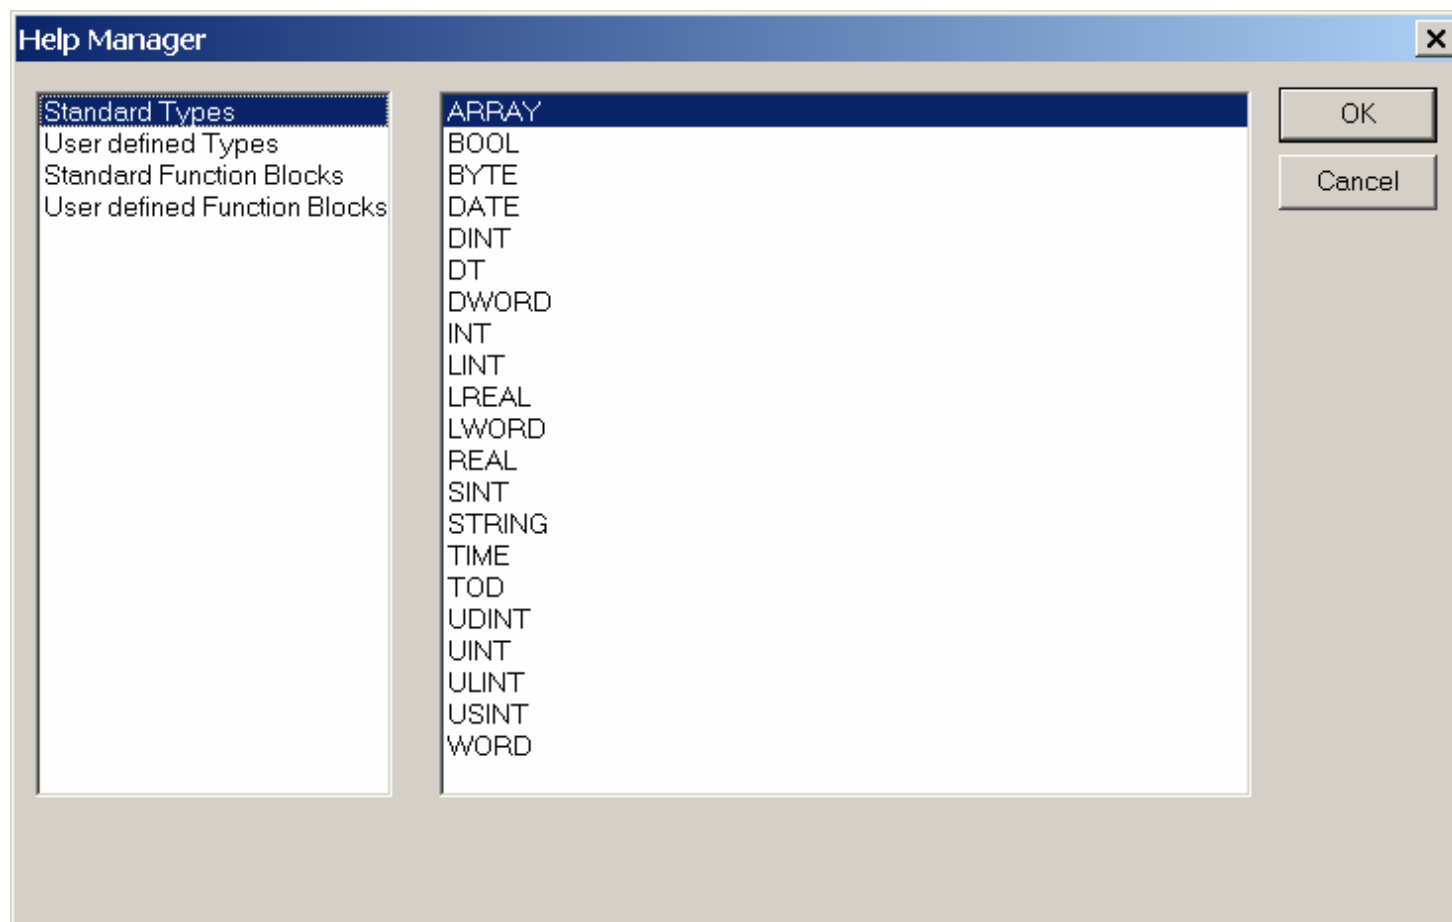 Help Manager
Standard Types
User defined Types
Standard Function Blocks
User defined Function Blocks
ARRAY
BOOL
BYTE
DATE
DINT
DT
DWORD
INT
LINT
LREAL
LWORD
REAL
SINT
STRING
TIME
TOD
UDINT
UINT
ULINT
USINT
WORD
OK
Cancel